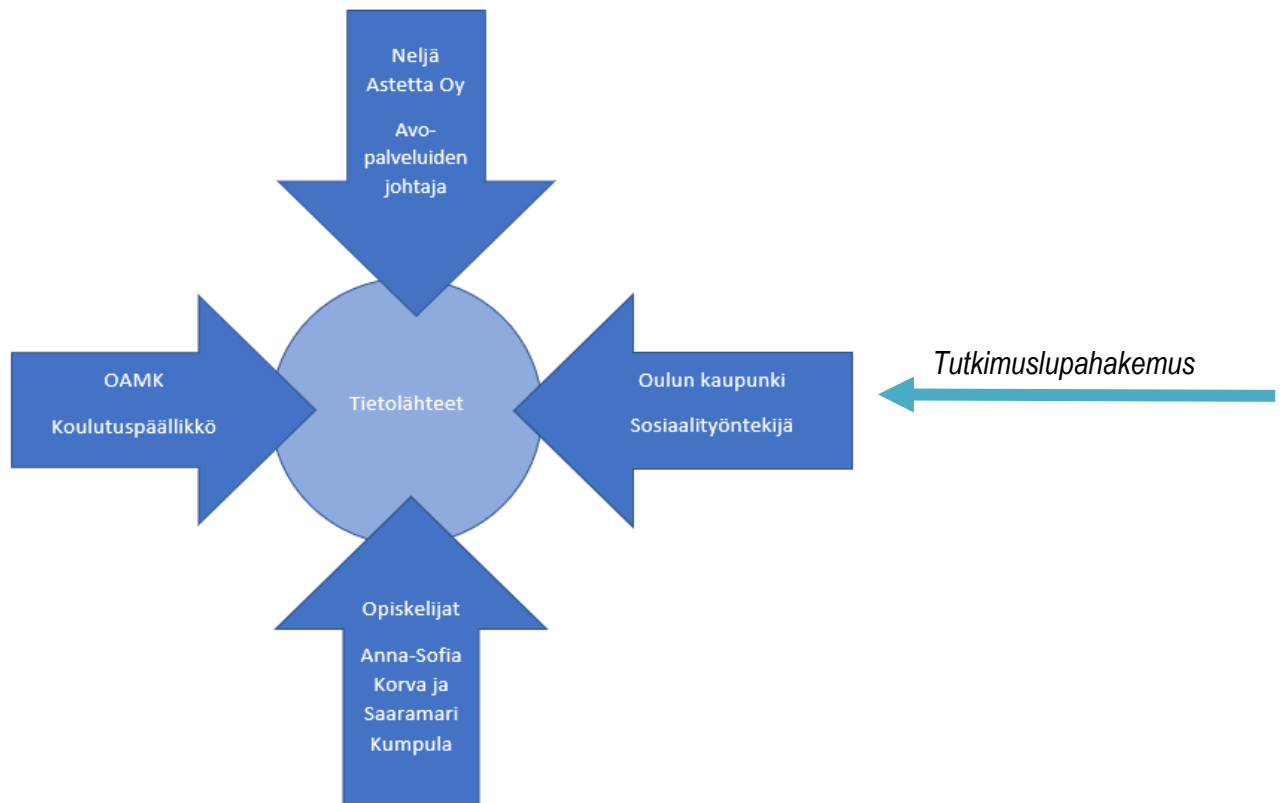 Neljä
Astetta Oy
Avo-
palveluiden
johtaja
OAMK
Koulutuspäällikkö
Tietolähteet
Oulun kaupunki
Sosiaalityöntekijä
Tutkimuslupahakemus
Opiskelijat
Anna-Sofia
Korva ja
Saaramari
Kumpula